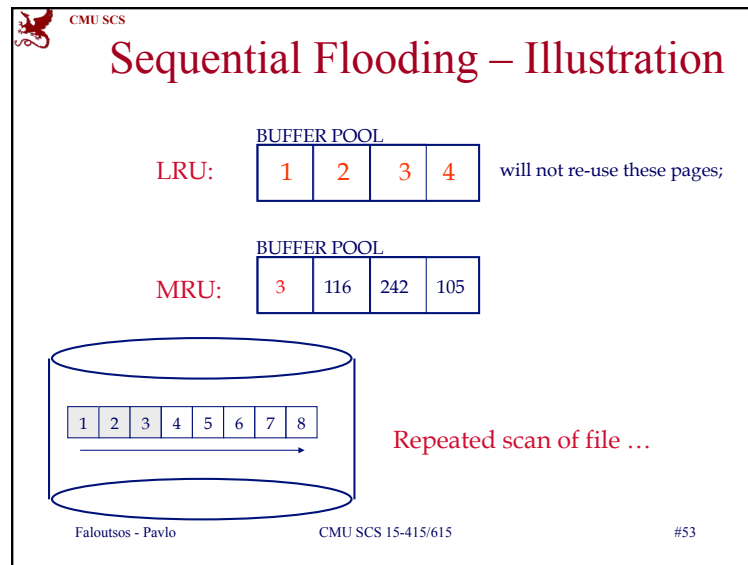 CMU SCS
Sequential Flooding – Illustration
BUFFER POOL
LRU: 1 2 3 4 will not re-use these pages;
BUFFER POOL
MRU: 3 116 242 105
1 2 3 4 5 6 7 8
Repeated scan of file …
Faloutsos - Pavlo CMU SCS 15-415/615 #53